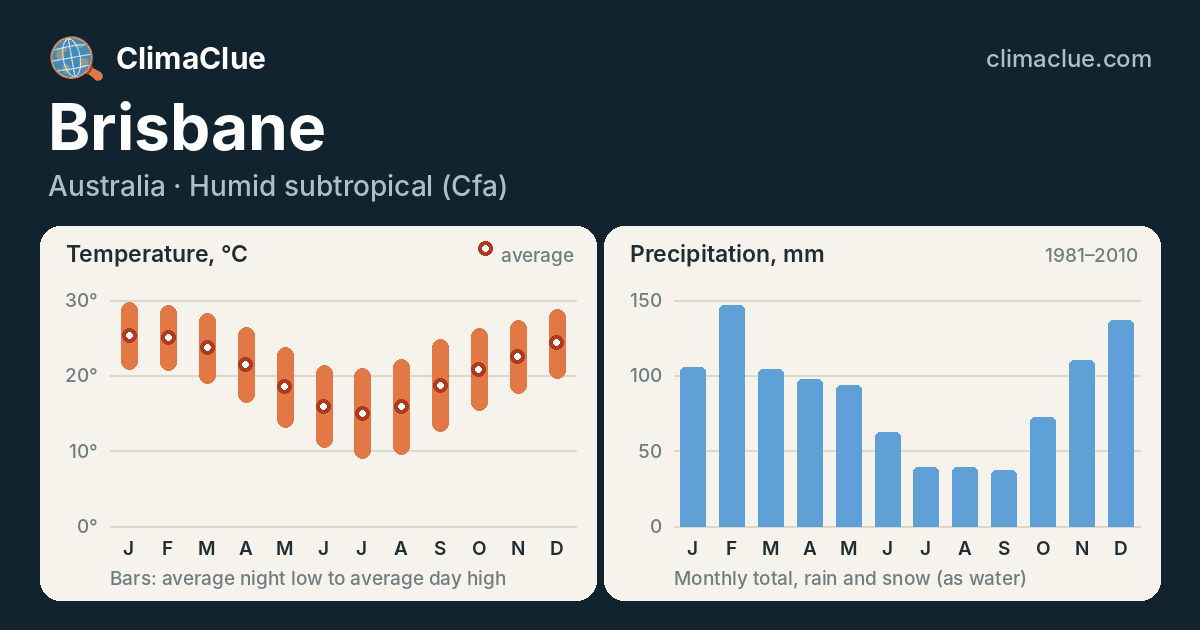 ClimaClue
climaclue.com
Brisbane
Australia · Humid subtropical (Cfa)
Temperature, °C
average
30°
20°
10°
0°
J F M A M J J A S O N D
Bars: average night low to average day high
Precipitation, mm
1981–2010
150
100
50
0
J F M A M J J A S O N D
Monthly total, rain and snow (as water)